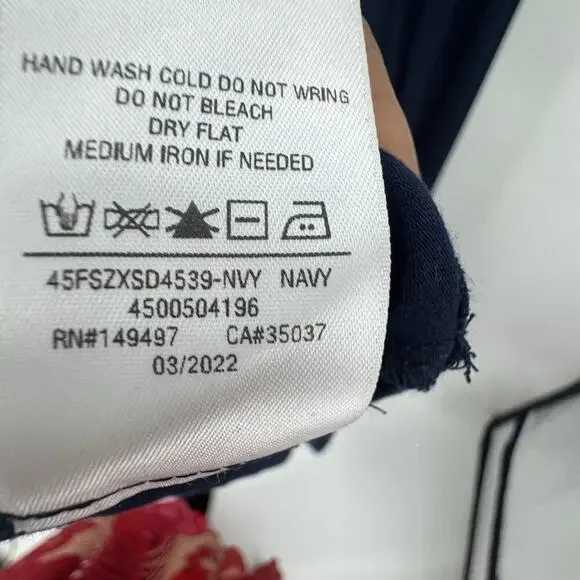 HAND WASH COLD DO NOT WRING
DO NOT BLEACH
DRY FLAT
MEDIUM IRON IF NEEDED
45FSZXSD4539-NVY NAVY
4500504196
RN#149497 CA#35037
03/2022